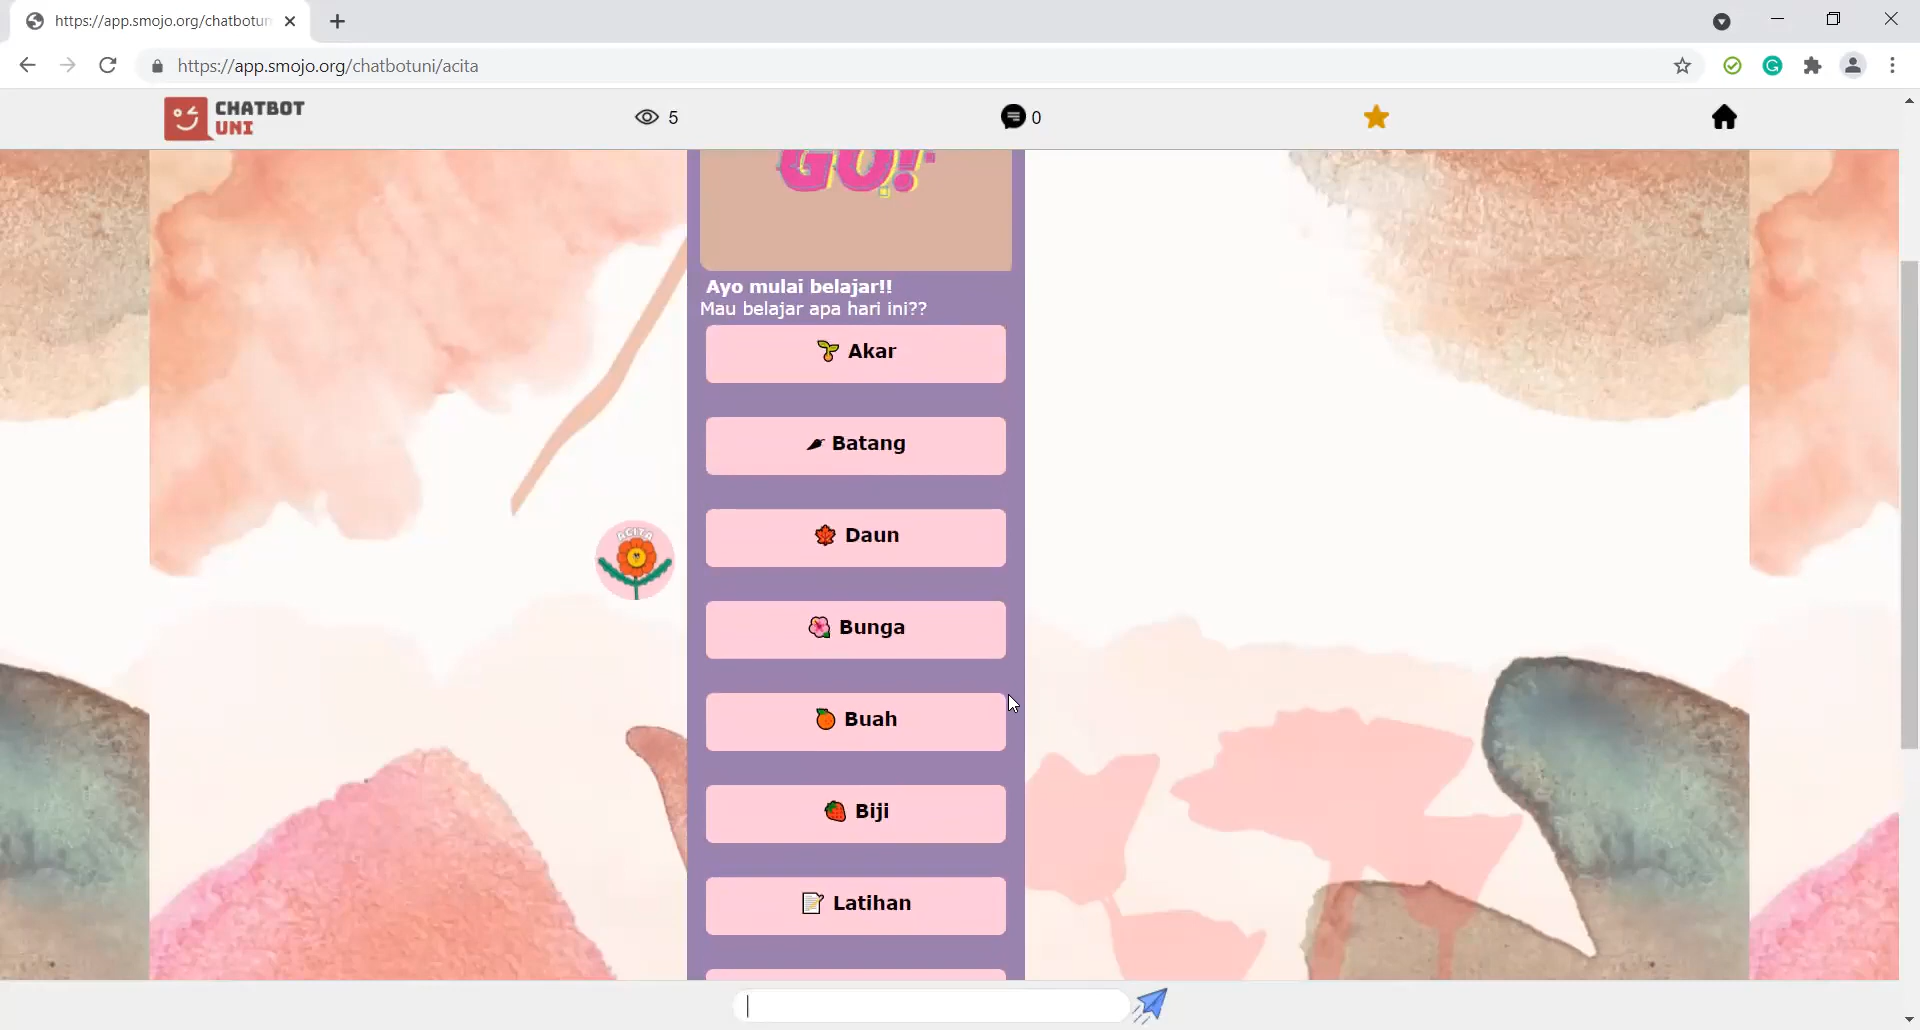 https://app.smojo.org/chatbotun
https://app.smojo.org/chatbotuni/acita
CHATBOT
UNI
5
0
GO!
Ayo mulai belajar!!
Mau belajar apa hari ini??
Akar
Batang
Daun
ACITA
Bunga
Buah
Biji
Latihan